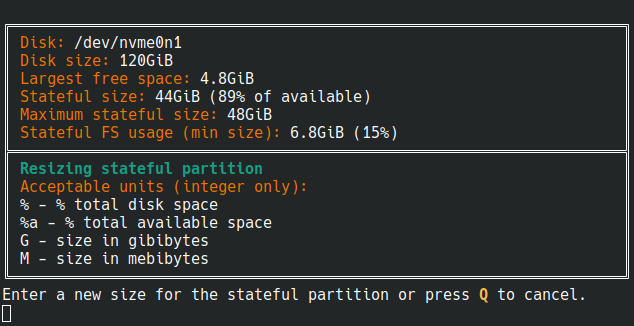 Disk: /dev/nvme0n1
Disk size: 120GiB
Largest free space: 4.8GiB
Stateful size: 44GiB (89% of available)
Maximum stateful size: 48GiB
Stateful FS usage (min size): 6.8GiB (15%)
Resizing stateful partition
Acceptable units (integer only):
% – % total disk space
%a – % total available space
G – size in gibibytes
M – size in mebibytes
Enter a new size for the stateful partition or press Q to cancel.